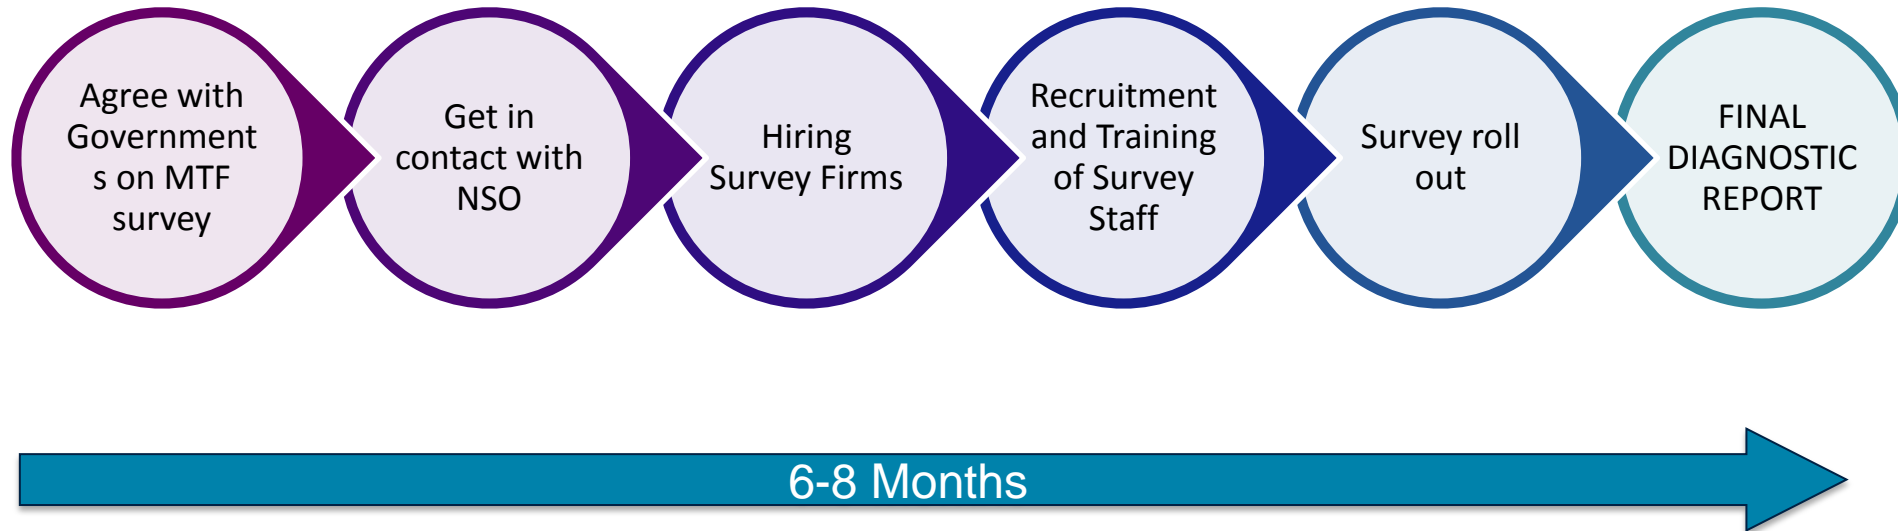 Agree with
Government
s on MTF
survey
Get in
contact with
NSO
Hiring
Survey Firms
Recruitment
and Training
of Survey
Staff
Survey roll
out
FINAL
DIAGNOSTIC
REPORT
6-8 Months